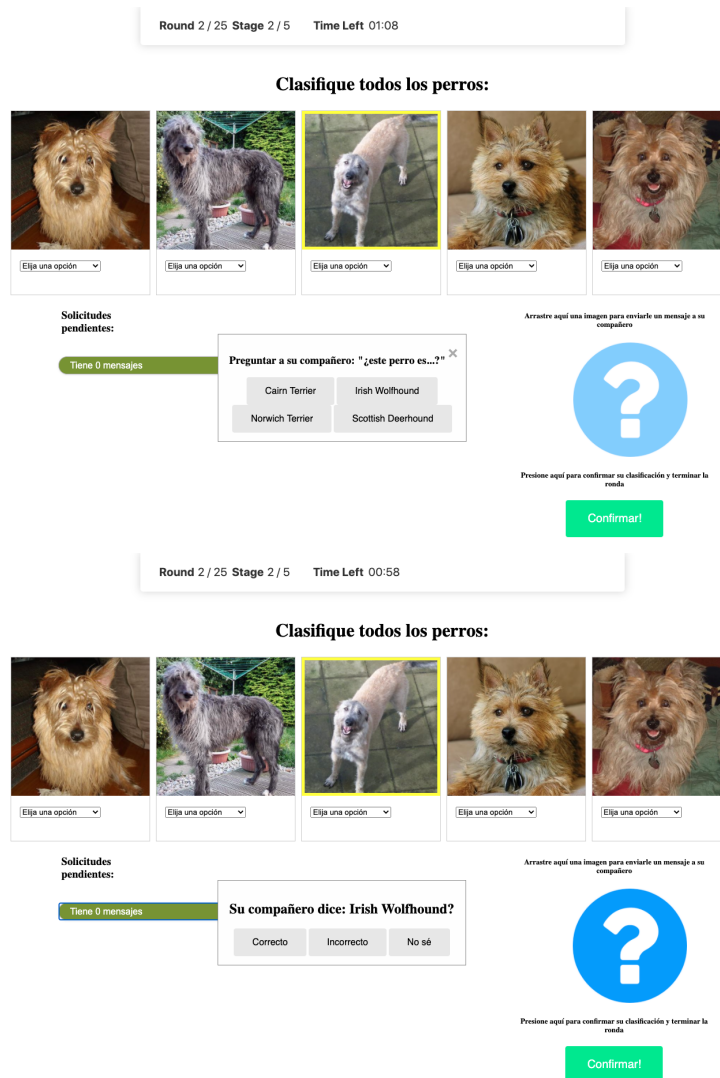 Round 2 / 25 Stage 2 / 5 Time Left 01:08
Clasifique todos los perros:
Elija una opción Elija una opción Elija una opción Elija una opción Elija una opción
Solicitudes
pendientes:
Tiene 0 mensajes
Preguntar a su compañero: "¿este perro es...?" ×
Cairn Terrier Irish Wolfhound
Norwich Terrier Scottish Deerhound
Arrastre aquí una imagen para enviarle un mensaje a su
compañero
?
Presione aquí para confirmar su clasificación y terminar la
ronda
Confirmar!
Round 2 / 25 Stage 2 / 5 Time Left 00:58
Clasifique todos los perros:
Elija una opción Elija una opción Elija una opción Elija una opción Elija una opción
Solicitudes
pendientes:
Tiene 0 mensajes
Su compañero dice: Irish Wolfhound?
Correcto Incorrecto No sé
Arrastre aquí una imagen para enviarle un mensaje a su
compañero
?
Presione aquí para confirmar su clasificación y terminar la
ronda
Confirmar!